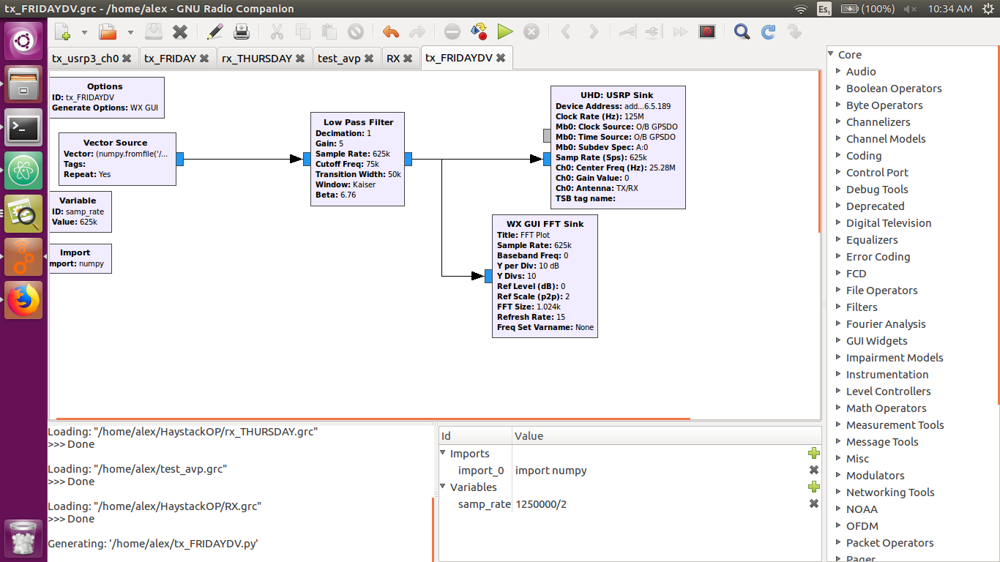 tx_FRIDAYDV.grc - /home/alex - GNU Radio Companion
Es1
(100%)
10:34 AM
tx_usrp3_ch0
tx_FRIDAY
rx_THURSDAY
test_avp
RX
tx_FRIDAYDV
Options
ID: tx_FRIDAYDV
Generate Options: WX GUI
Vector Source
Vector: (numpy.fromfile('/...
Tags:
Repeat: Yes
Variable
ID: samp_rate
Value: 625k
Import
mport: numpy
Low Pass Filter
Decimation: 1
Gain: 5
Sample Rate: 625k
Cutoff Freq: 75k
Transition Width: 50k
Window: Kaiser
Beta: 6.76
UHD: USRP Sink
Device Address: add...6.5.189
Clock Rate (Hz): 125M
Mb0: Clock Source: O/B GPSDO
Mb0: Time Source: O/B GPSDO
Mb0: Subdev Spec: A:0
Samp Rate (Sps): 625k
Ch0: Center Freq (Hz): 25.28M
Ch0: Gain Value: 0
Ch0: Antenna: TX/RX
TSB tag name:
WX GUI FFT Sink
Title: FFT Plot
Sample Rate: 625k
Baseband Freq: 0
Y per Div: 10 dB
Y Divs: 10
Ref Level (dB): 0
Ref Scale (p2p): 2
FFT Size: 1.024k
Refresh Rate: 15
Freq Set Varname: None
Loading: "/home/alex/HaystackOP/rx_THURSDAY.grc"
>>> Done
Loading: "/home/alex/test_avp.grc"
>>> Done
Loading: "/home/alex/HaystackOP/RX.grc"
>>> Done
Generating: '/home/alex/tx_FRIDAYDV.py'
Id Value
Imports
import_0 import numpy
Variables
samp_rate 1250000/2
Core
Audio
Boolean Operators
Byte Operators
Channelizers
Channel Models
Coding
Control Port
Debug Tools
Deprecated
Digital Television
Equalizers
Error Coding
FCD
File Operators
Filters
Fourier Analysis
GUI Widgets
Impairment Models
Instrumentation
Level Controllers
Math Operators
Measurement Tools
Message Tools
Misc
Modulators
Networking Tools
NOAA
OFDM
Packet Operators
Pager